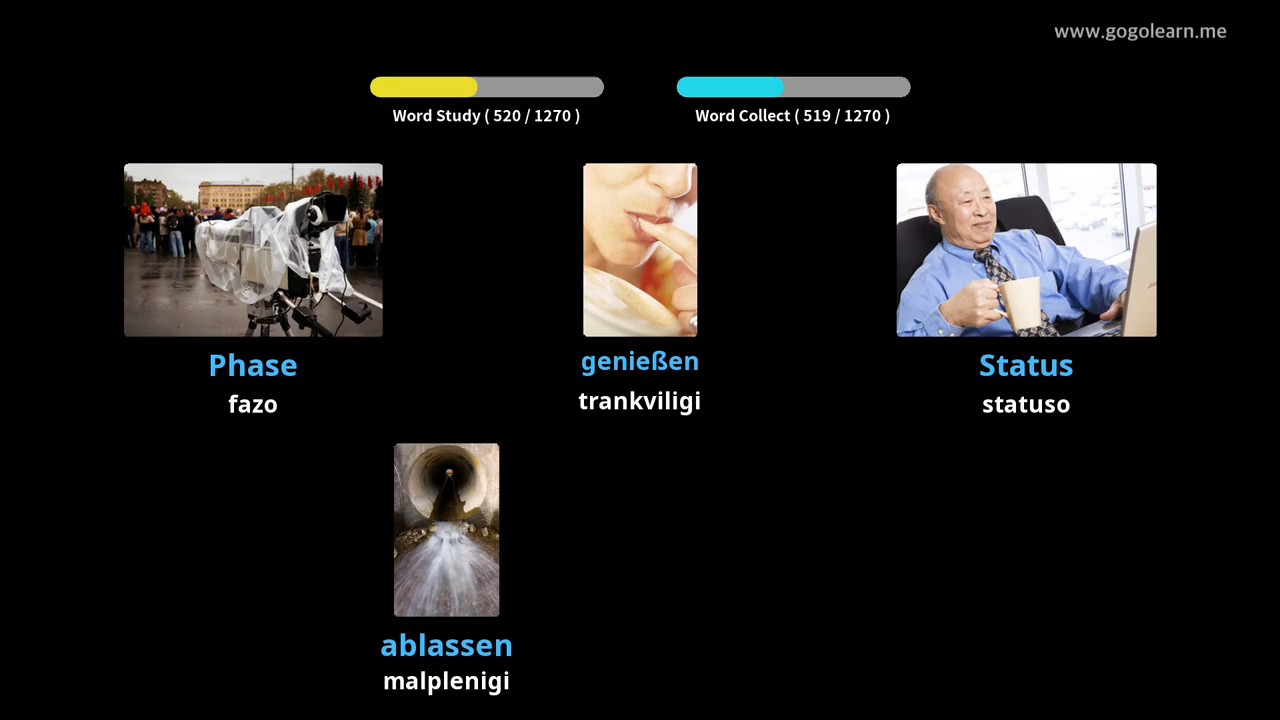 www.gogolearn.me
Word Study ( 520 / 1270 )
Word Collect ( 519 / 1270 )
Phase
fazo
genießen
trankviligi
Status
statuso
ablassen
malplenigi